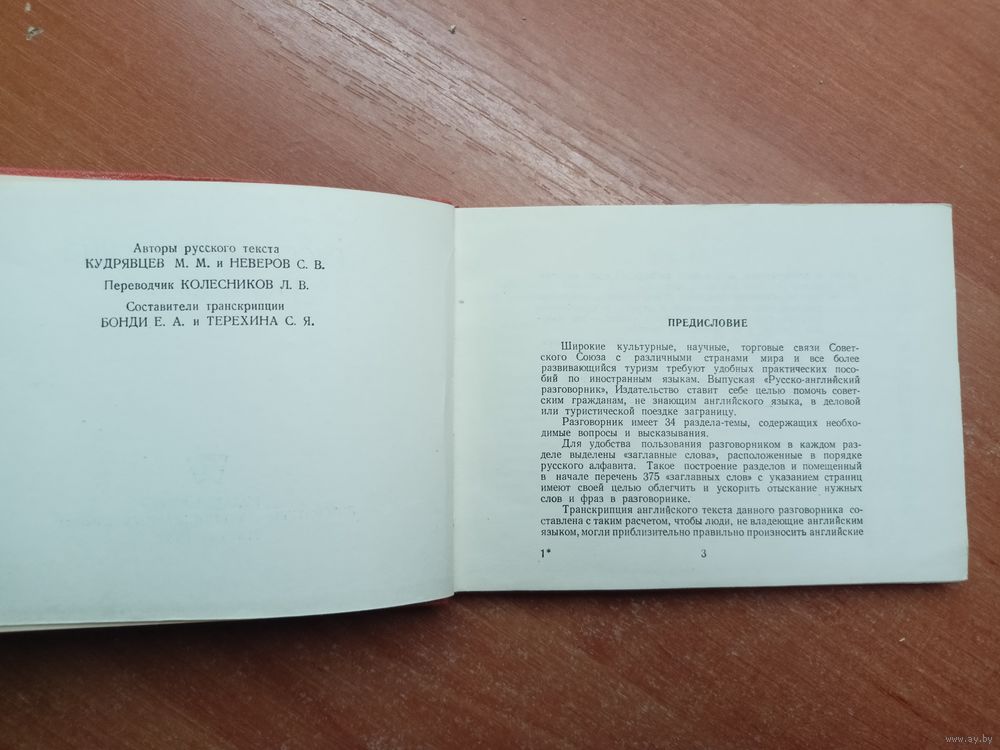 Авторы русского текста
КУДРЯВЦЕВ М. М. и НЕВЕРОВ С. В.
Переводчик КОЛЕСНИКОВ Л. В.
Составители транскрипции
БОНДИ Е. А. и ТЕРЕХИНА С. Я.
ПРЕДИСЛОВИЕ
Широкие культурные, научные, торговые связи Совет-
ского Союза с различными странами мира и все более
развивающийся туризм требуют удобных практических посо-
бий по иностранным языкам. Выпуская «Русско-английский
разговорник», Издательство ставит себе целью помочь совет-
ским гражданам, не знающим английского языка, в деловой
или туристической поездке заграницу.
Разговорник имеет 34 раздела-темы, содержащих необхо-
димые вопросы и высказывания.
Для удобства пользования разговорником в каждом раз-
деле выделены «заглавные слова», расположенные в порядке
русского алфавита. Такое построение разделов и помещенный
в начале перечень 375 «заглавных слов» с указанием страниц
имеют своей целью облегчить и ускорить отыскание нужных
слов и фраз в разговорнике.
Транскрипция английского текста данного разговорника со-
ставлена с таким расчетом, чтобы люди, не владеющие английским
языком, могли приблизительно правильно произносить английские
1*
3
www.ay.by